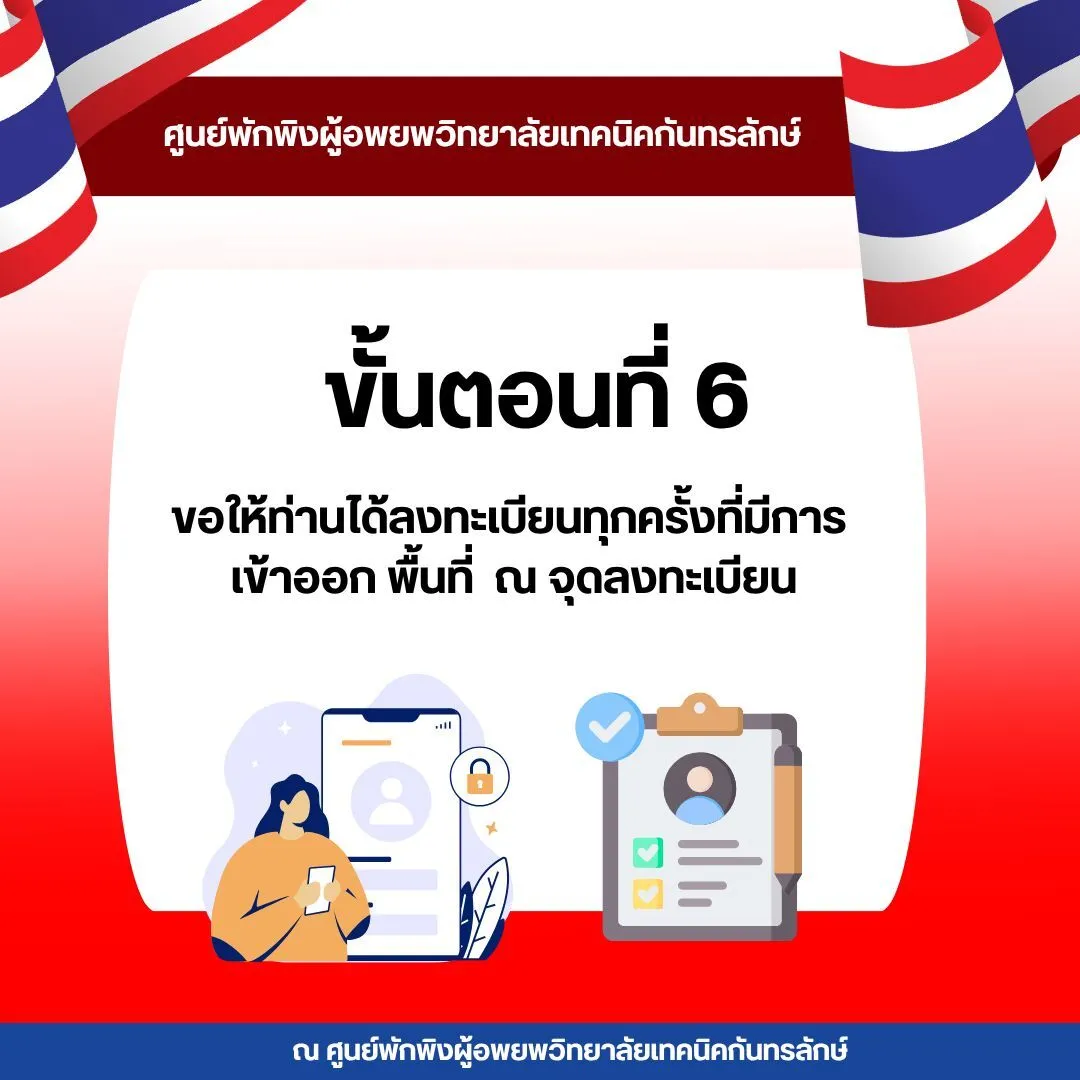 ศูนย์พักพิงผู้อพยพวิทยาลัยเทคนิคกันทรลักษ์
ขั้นตอนที่ 6
ขอให้ท่านได้ลงทะเบียนทุกครั้งที่มีการ
เข้าออก พื้นที่ ณ จุดลงทะเบียน
ณ ศูนย์พักพิงผู้อพยพวิทยาลัยเทคนิคกันทรลักษ์